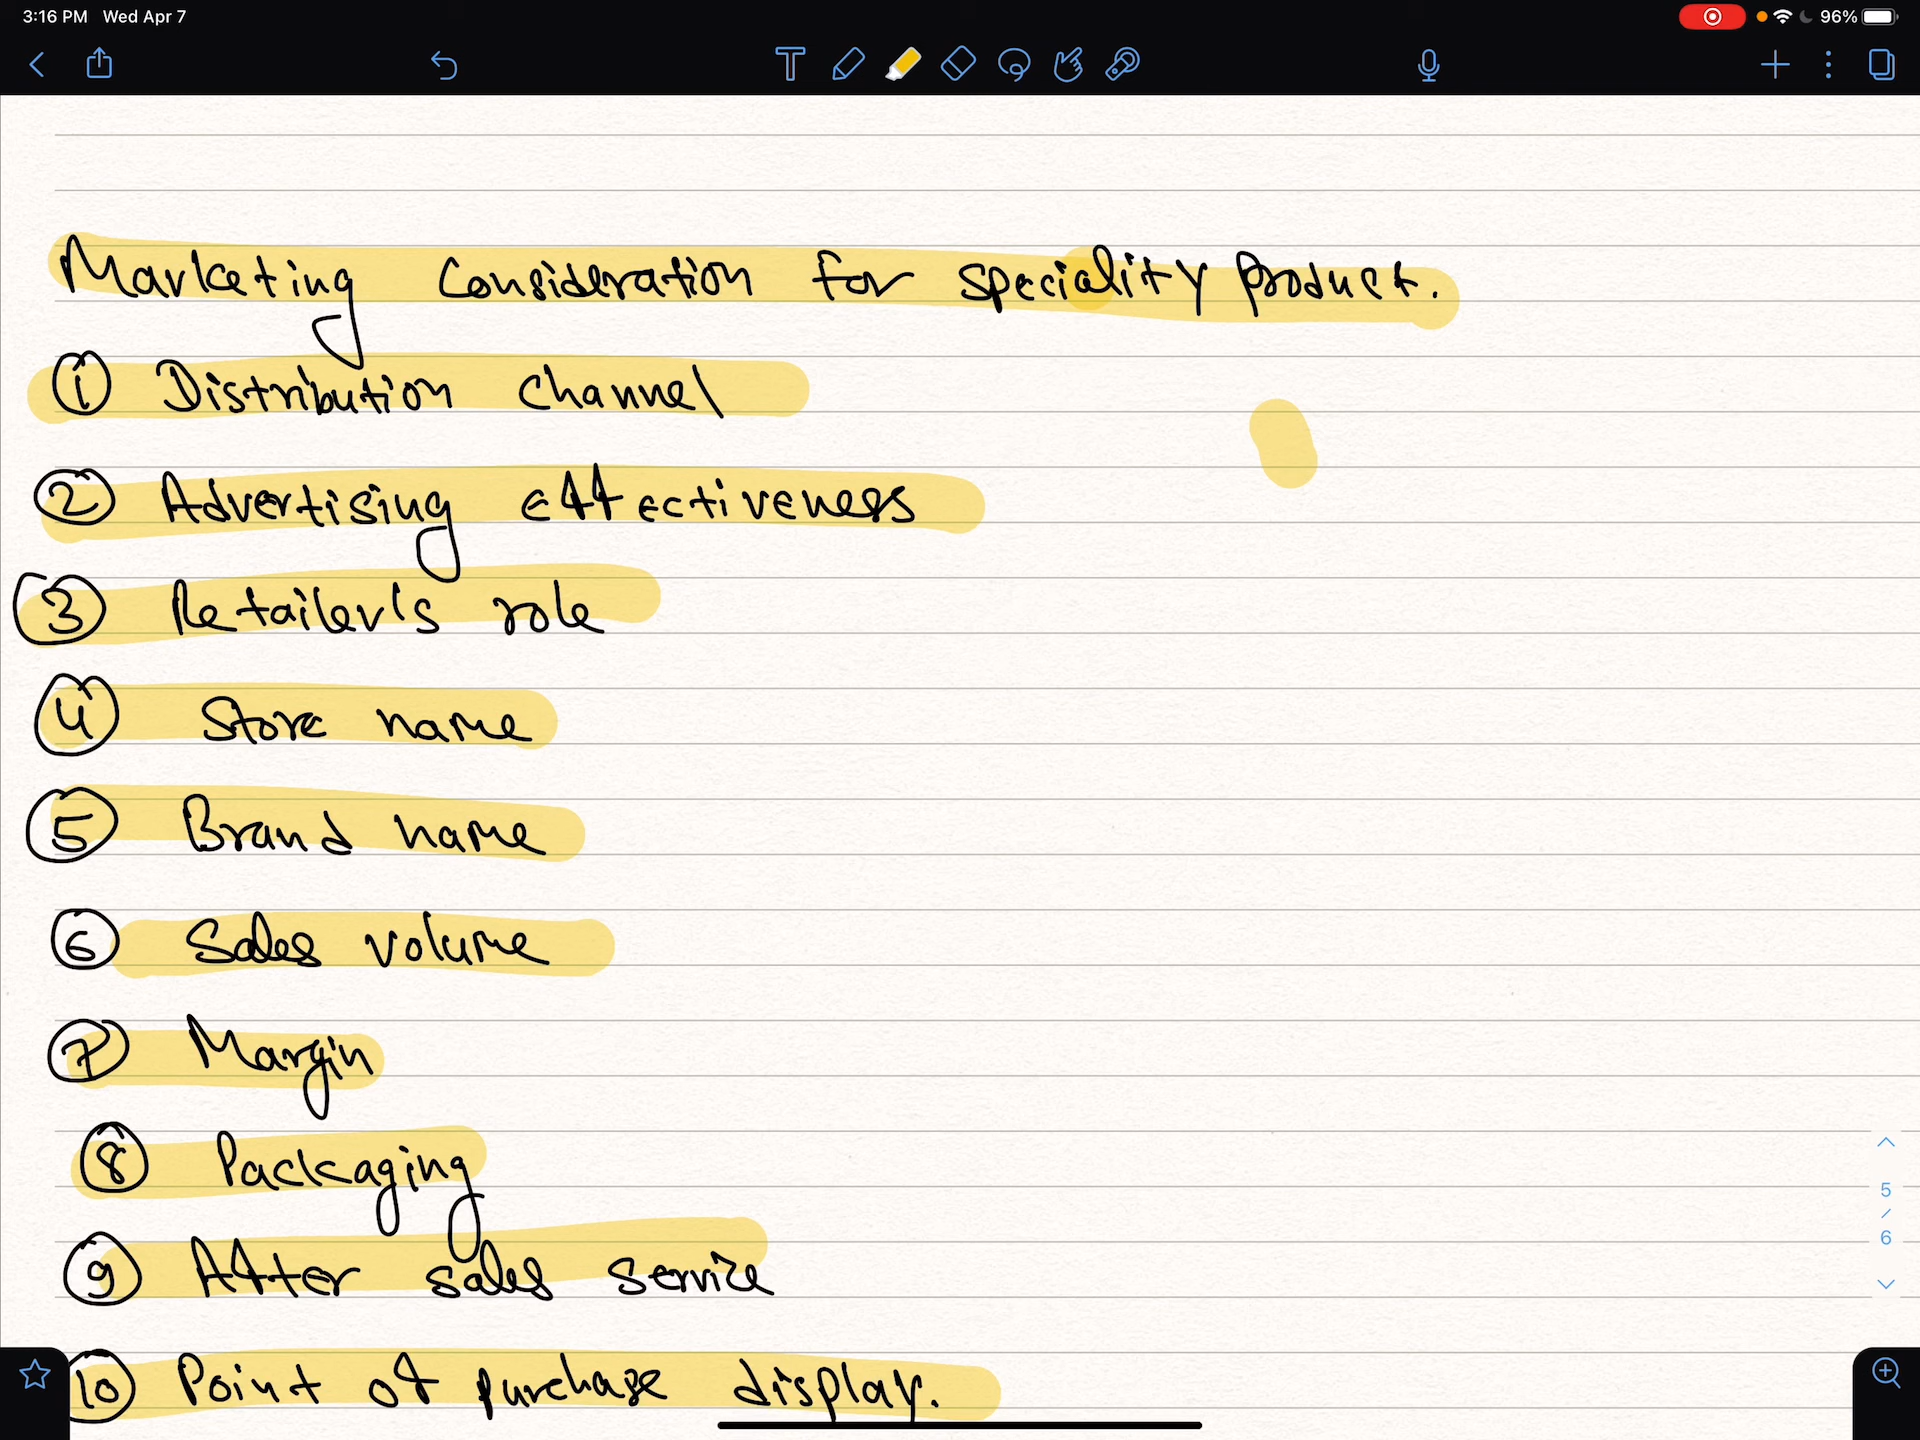 3:16 PM Wed Apr 7 96%
Marketing Consideration for speciality product.
1 Distribution channel
2 Advertising effectiveness
3 Retailer's role
4 Store name
5 Brand name
6 Sales volume
7 Margin
8 Packaging
9 After sales service
10 Point of purchase display.
5
/
6